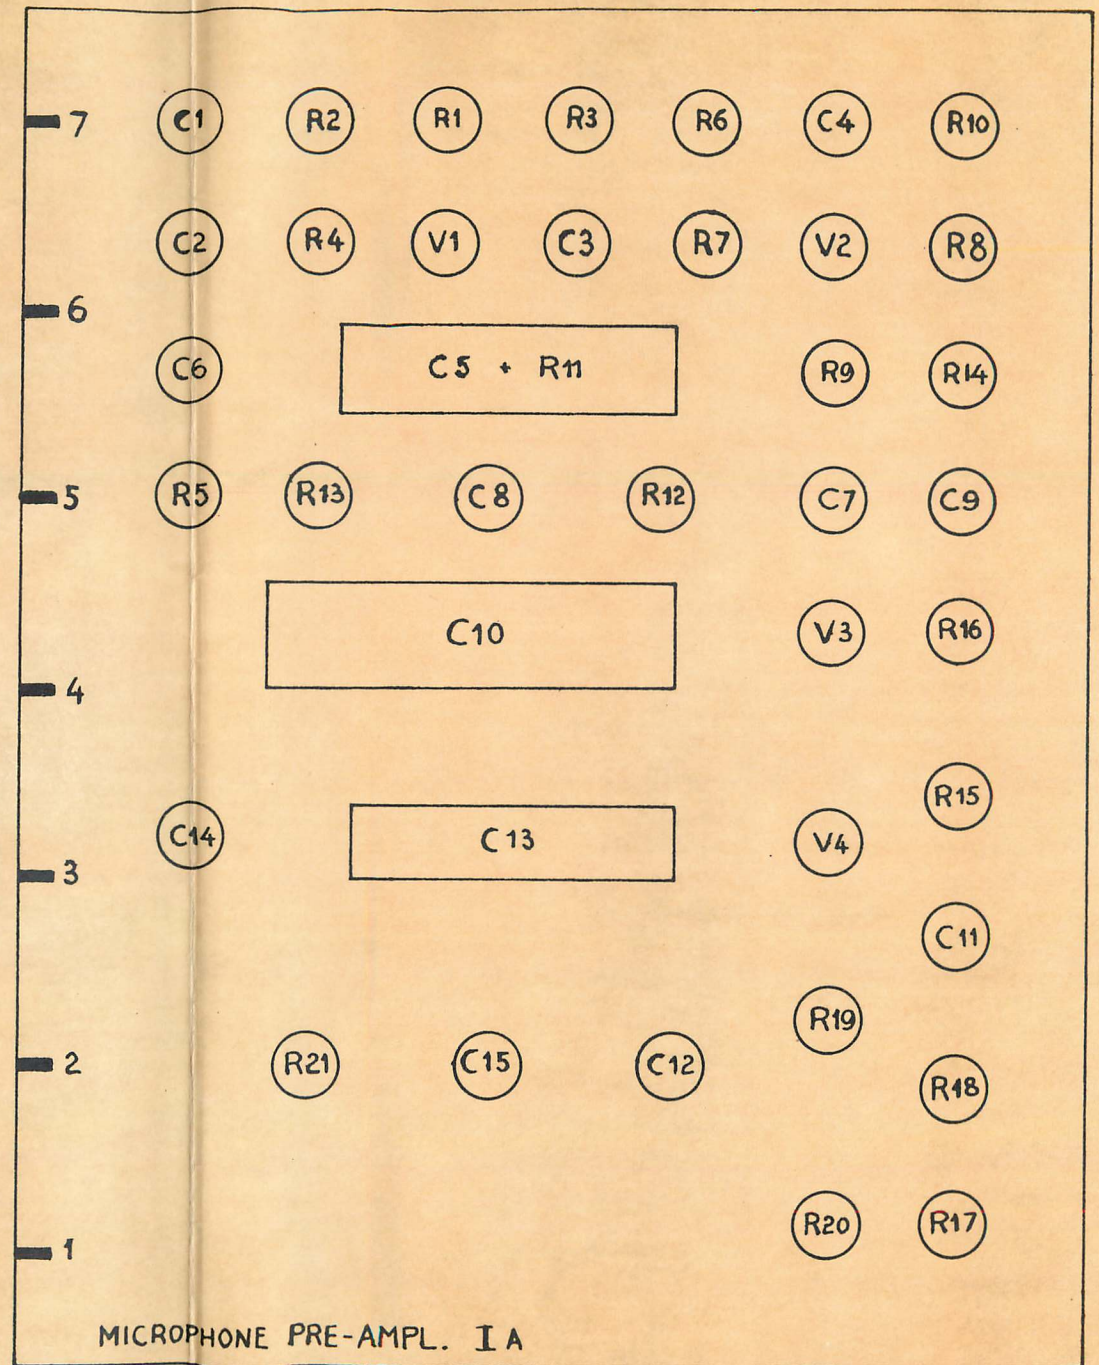 7 C1 R2 R1 R3 R6 C4 R10
C2 R4 V1 C3 R7 V2 R8
6
C6 C5 + R11 R9 R14
5 R5 R13 C8 R12 C7 C9
C10 V3 R16
4
R15
C14 C13 V4
3
C11
R19
2 R21 C15 C12
R18
R20 R17
1
MICROPHONE PRE-AMPL. I A